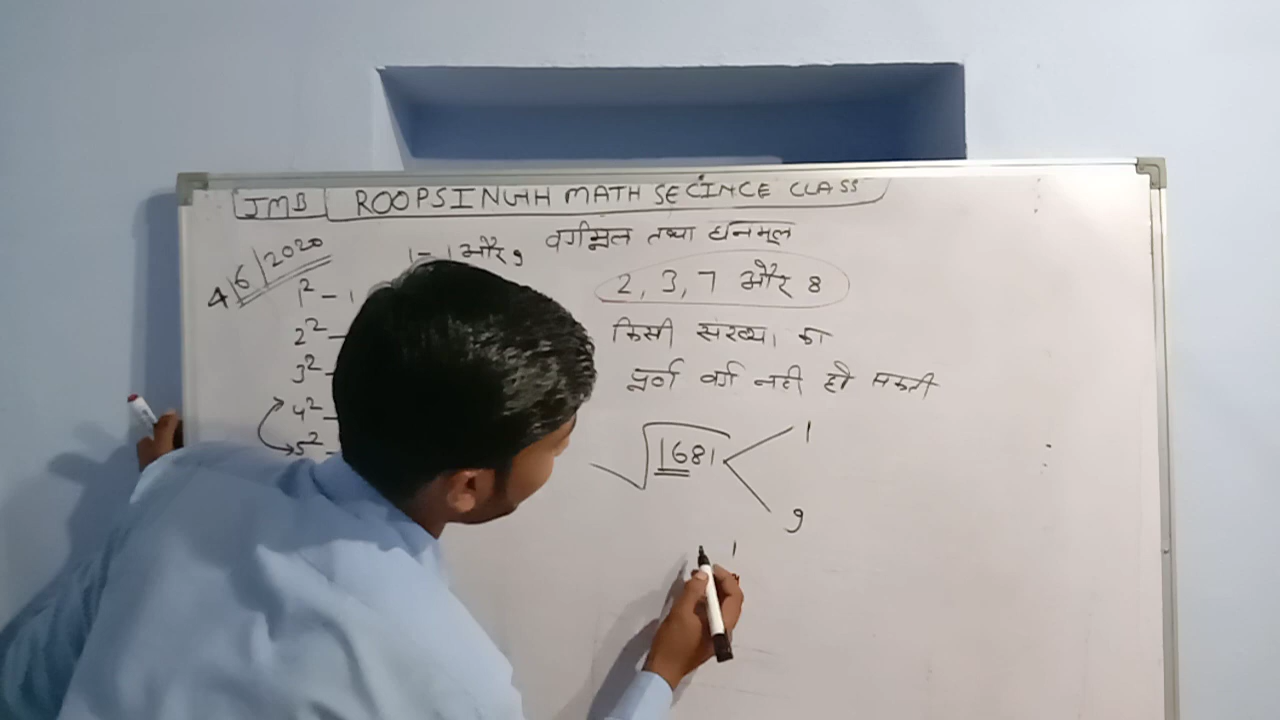 JMB ROOPSINGH MATH SECINCE CLASS
4/6/2020
वर्गमूल तथा घनमूल
1 - 1 और 9
1² - 1
2² -
3² -
4² -
5² -
2, 3, 7 और 8
किसी संख्या का
पूर्ण वर्ग नही हो सकती
√1681
1
9
1